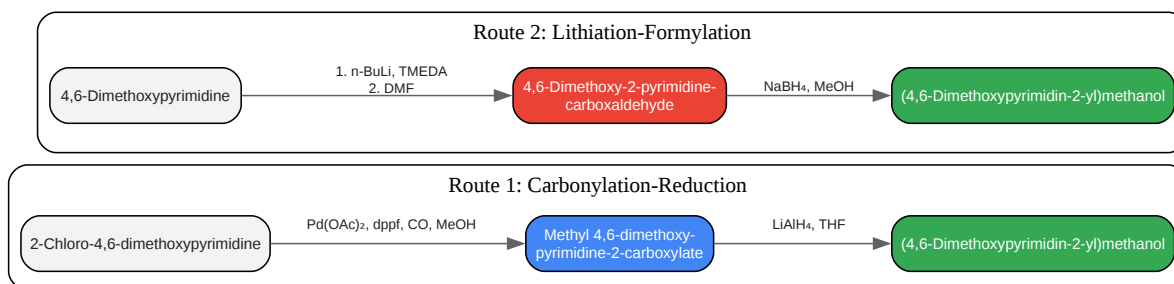 Route 2: Lithiation-Formylation
4,6-Dimethoxypyrimidine
1. n-BuLi, TMEDA
2. DMF
4,6-Dimethoxy-2-pyrimidine-
carboxaldehyde
NaBH₄, MeOH
(4,6-Dimethoxypyrimidin-2-yl)methanol
Route 1: Carbonylation-Reduction
2-Chloro-4,6-dimethoxypyrimidine
Pd(OAc)₂, dppf, CO, MeOH
Methyl 4,6-dimethoxy-
pyrimidine-2-carboxylate
LiAlH₄, THF
(4,6-Dimethoxypyrimidin-2-yl)methanol